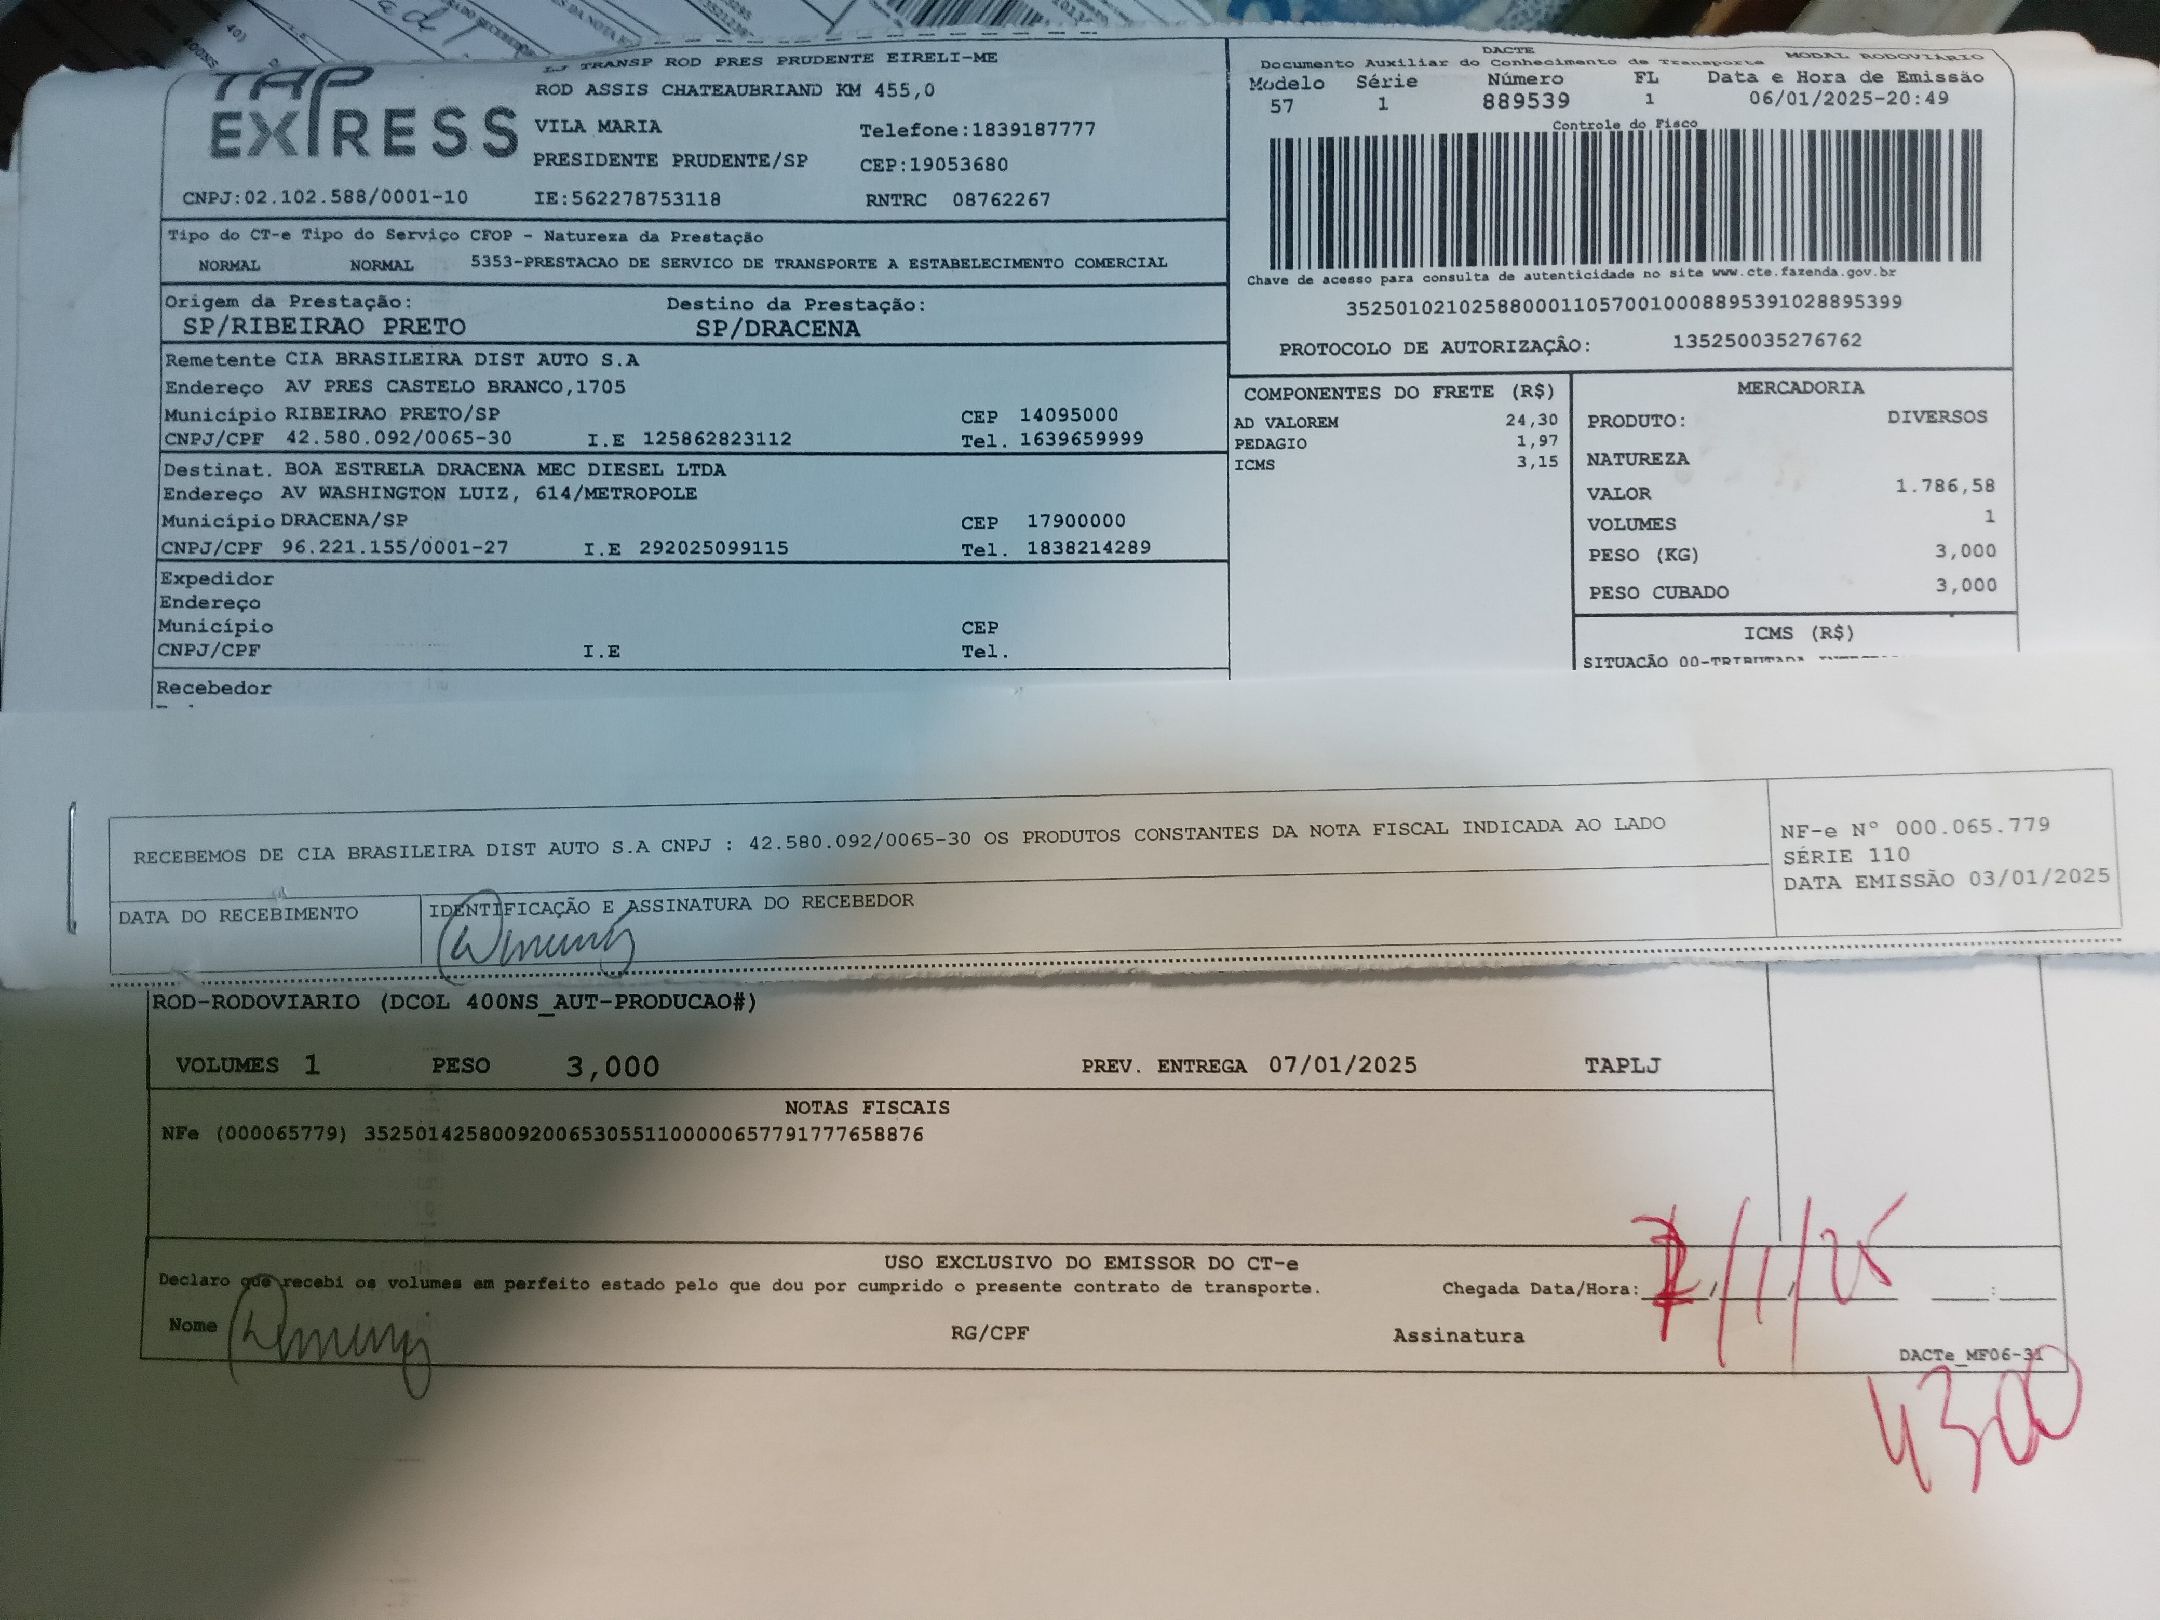 TAP
EXPRESS
LJ TRANSP ROD PRES PRUDENTE EIRELI-ME
ROD ASSIS CHATEAUBRIAND KM 455,0
VILA MARIA Telefone:1839187777
PRESIDENTE PRUDENTE/SP CEP:19053680
CNPJ:02.102.588/0001-10 IE:562278753118 RNTRC 08762267
DACTE
Documento Auxiliar do Conhecimento de Transporte MODAL RODOVIÁRIO
Modelo Série Número FL Data e Hora de Emissão
57 1 889539 1 06/01/2025-20:49
Controle do Fisco
Chave de acesso para consulta de autenticidade no site www.cte.fazenda.gov.br
35250102102588000110570010008895391028895399
PROTOCOLO DE AUTORIZAÇÃO: 135250035276762
Tipo do CT-e Tipo do Serviço CFOP - Natureza da Prestação
NORMAL NORMAL 5353-PRESTACAO DE SERVICO DE TRANSPORTE A ESTABELECIMENTO COMERCIAL
Origem da Prestação: Destino da Prestação:
SP/RIBEIRAO PRETO SP/DRACENA
Remetente CIA BRASILEIRA DIST AUTO S.A
Endereço AV PRES CASTELO BRANCO,1705
Município RIBEIRAO PRETO/SP CEP 14095000
CNPJ/CPF 42.580.092/0065-30 I.E 125862823112 Tel. 1639659999
Destinat. BOA ESTRELA DRACENA MEC DIESEL LTDA
Endereço AV WASHINGTON LUIZ, 614/METROPOLE
Município DRACENA/SP CEP 17900000
CNPJ/CPF 96.221.155/0001-27 I.E 292025099115 Tel. 1838214289
Expedidor
Endereço
Município CEP
CNPJ/CPF I.E Tel.
Recebedor
COMPONENTES DO FRETE (R$)
AD VALOREM 24,30
PEDAGIO 1,97
ICMS 3,15
MERCADORIA
PRODUTO: DIVERSOS
NATUREZA
VALOR 1.786,58
VOLUMES 1
PESO (KG) 3,000
PESO CUBADO 3,000
ICMS (R$)
SITUAÇÃO 00-TRIBUTADA
RECEBEMOS DE CIA BRASILEIRA DIST AUTO S.A CNPJ : 42.580.092/0065-30 OS PRODUTOS CONSTANTES DA NOTA FISCAL INDICADA AO LADO
NF-e Nº 000.065.779
SÉRIE 110
DATA EMISSÃO 03/01/2025
DATA DO RECEBIMENTO IDENTIFICAÇÃO E ASSINATURA DO RECEBEDOR
ROD-RODOVIARIO (DCOL 400NS_AUT-PRODUCAO#)
VOLUMES 1 PESO 3,000 PREV. ENTREGA 07/01/2025 TAPLJ
NOTAS FISCAIS
NFe (000065779) 35250142580092006530551100000657791777658876
USO EXCLUSIVO DO EMISSOR DO CT-e
Declaro que recebi os volumes em perfeito estado pelo que dou por cumprido o presente contrato de transporte. Chegada Data/Hora: 7/1/25
Nome RG/CPF Assinatura
DACTe_MF06-31
4300